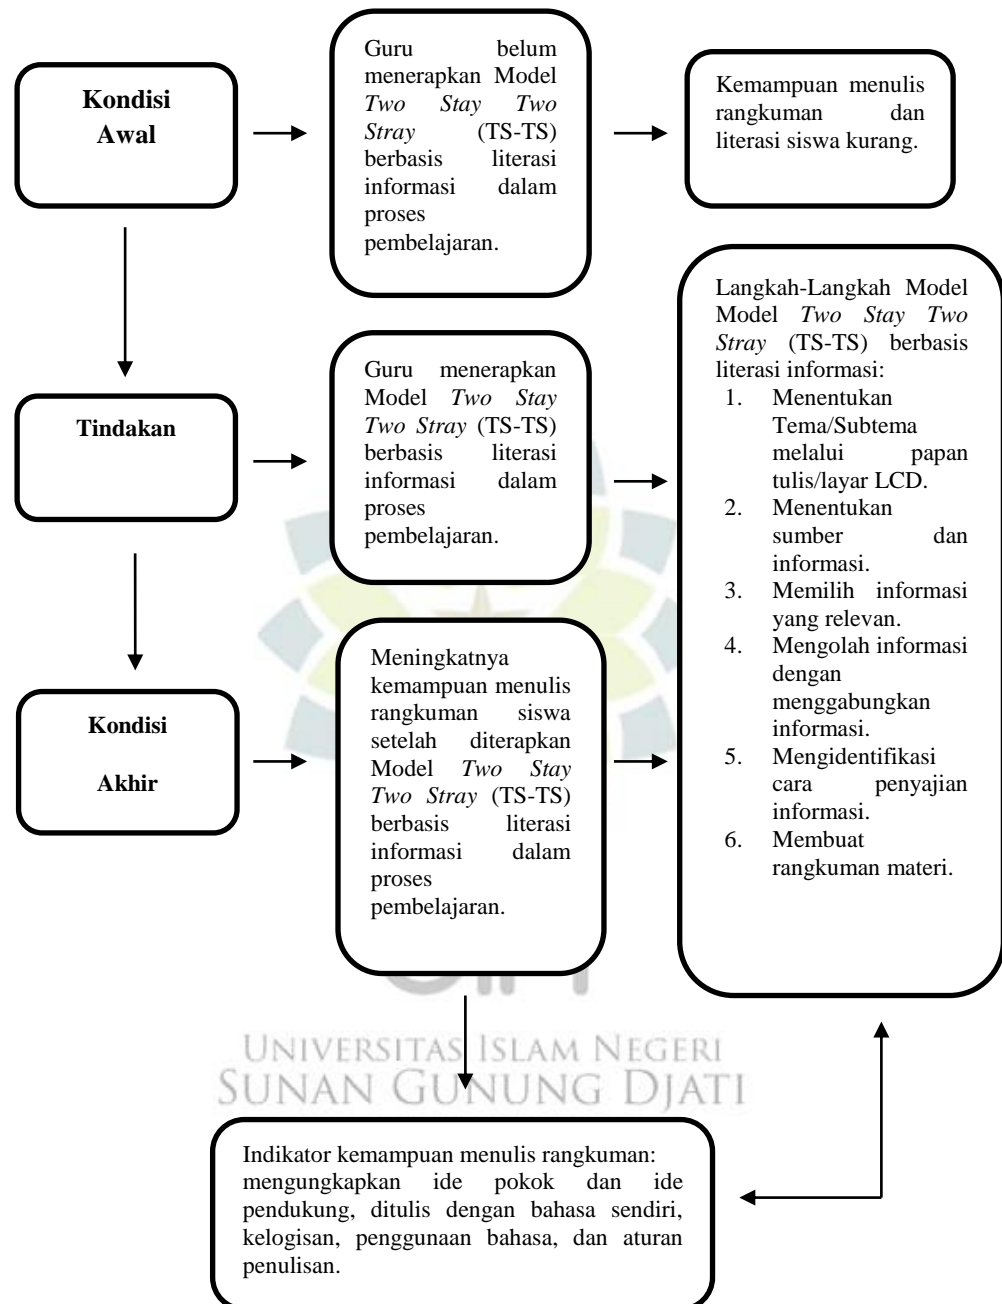 Kondisi
Awal
Guru belum
menerapkan Model
Two Stay Two
Stray (TS-TS)
berbasis literasi
informasi dalam
proses
pembelajaran.
Kemampuan menulis
rangkuman dan
literasi siswa kurang.
Tindakan
Guru menerapkan
Model Two Stay
Two Stray (TS-TS)
berbasis literasi
informasi dalam
proses
pembelajaran.
Langkah-Langkah Model
Model Two Stay Two
Stray (TS-TS) berbasis
literasi informasi:
1. Menentukan
Tema/Subtema
melalui papan
tulis/layar LCD.
2. Menentukan
sumber dan
informasi.
3. Memilih informasi
yang relevan.
4. Mengolah informasi
dengan
menggabungkan
informasi.
5. Mengidentifikasi
cara penyajian
informasi.
6. Membuat
rangkuman materi.
Kondisi
Akhir
Meningkatnya
kemampuan menulis
rangkuman siswa
setelah diterapkan
Model Two Stay
Two Stray (TS-TS)
berbasis literasi
informasi dalam
proses
pembelajaran.
UNIVERSITAS ISLAM NEGERI
SUNAN GUNUNG DJATI
Indikator kemampuan menulis rangkuman:
mengungkapkan ide pokok dan ide
pendukung, ditulis dengan bahasa sendiri,
kelogisan, penggunaan bahasa, dan aturan
penulisan.